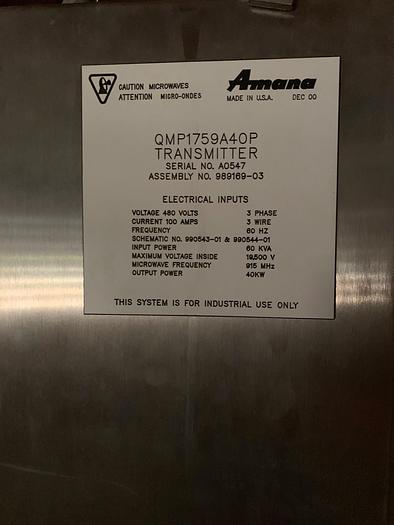 CAUTION MICROWAVES
ATTENTION MICRO-ONDES
Amana
MADE IN U.S.A. DEC 00
QMP1759A40P
TRANSMITTER
SERIAL NO. A0547
ASSEMBLY NO. 989169-03
ELECTRICAL INPUTS
VOLTAGE 480 VOLTS 3 PHASE
CURRENT 100 AMPS 3 WIRE
FREQUENCY 60 HZ
SCHEMATIC NO. 990543-01 & 990544-01
INPUT POWER 60 KVA
MAXIMUM VOLTAGE INSIDE 19,500 V
MICROWAVE FREQUENCY 915 MHz
OUTPUT POWER 40KW
THIS SYSTEM IS FOR INDUSTRIAL USE ONLY